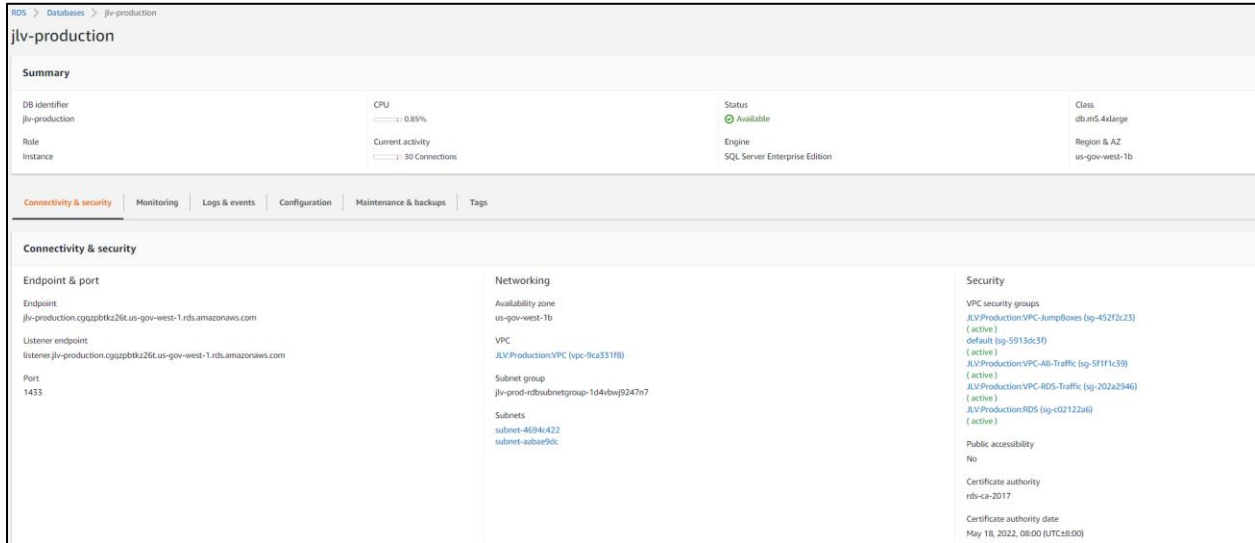 RDS > Databases > jlv-production
jlv-production
Summary
DB identifier
jlv-production
CPU
0.85%
Status
Available
Class
db.m5.4xlarge
Role
Instance
Current activity
30 Connections
Engine
SQL Server Enterprise Edition
Region & AZ
us-gov-west-1b
Connectivity & security
Monitoring
Logs & events
Configuration
Maintenance & backups
Tags
Connectivity & security
Endpoint & port
Endpoint
jlv-production.cgqzpbtkz26t.us-gov-west-1.rds.amazonaws.com
Listener endpoint
listener.jlv-production.cgqzpbtkz26t.us-gov-west-1.rds.amazonaws.com
Port
1433
Networking
Availability zone
us-gov-west-1b
VPC
JLV:Production:VPC (vpc-9ca331f8)
Subnet group
jlv-prod-rdbsubnetgroup-1d4vbwj9247n7
Subnets
subnet-4694c422
subnet-aabae9dc
Security
VPC security groups
JLV:Production:VPC-JumpBoxes (sg-452f2c23)
( active )
default (sg-5913dc3f)
( active )
JLV:Production:VPC-All-Traffic (sg-5f1f1c39)
( active )
JLV:Production:VPC-RDS-Traffic (sg-202a2946)
( active )
JLV:Production:RDS (sg-c02122a6)
( active )
Public accessibility
No
Certificate authority
rds-ca-2017
Certificate authority date
May 18, 2022, 08:00 (UTC±8:00)